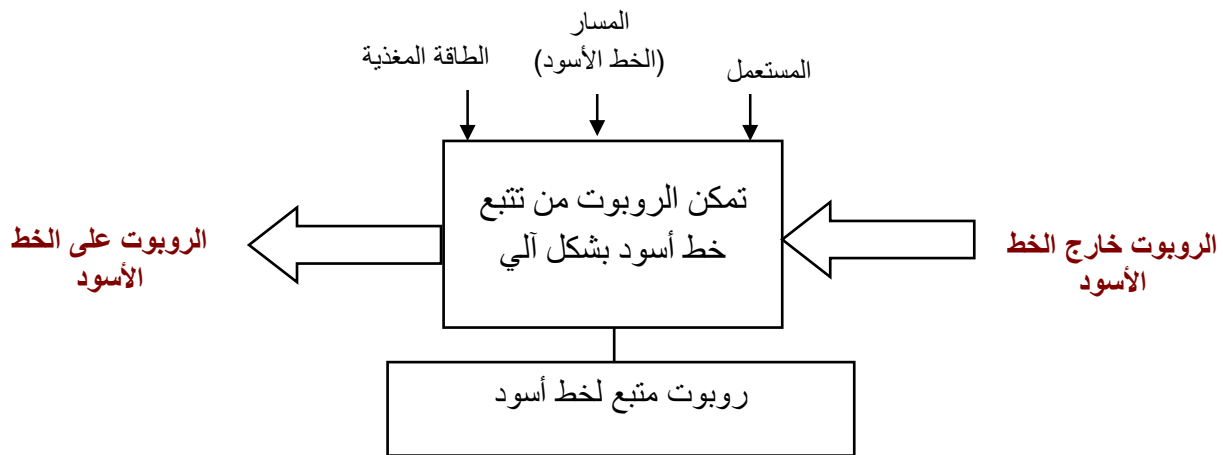 المسار
(الخط الأسود)
المستعمل
الطاقة المغذية
تمكن الروبوت من تتبع
خط أسود بشكل آلي
الروبوت خارج الخط
الأسود
الروبوت على الخط
الأسود
روبوت متبع لخط أسود